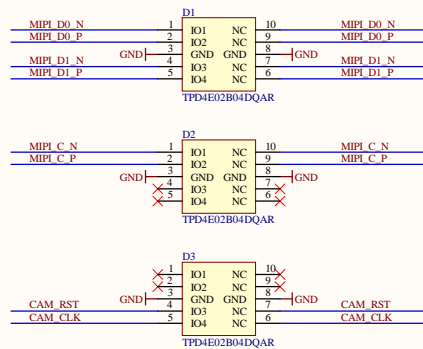 D1
MIPI_D0_N 1 IO1 NC 10 MIPI_D0_N
MIPI_D0_P 2 IO2 NC 9 MIPI_D0_P
GND 3 GND GND 8 GND
MIPI_D1_N 4 IO3 NC 7 MIPI_D1_N
MIPI_D1_P 5 IO4 NC 6 MIPI_D1_P
TPD4E02B04DQAR
D2
MIPI_C_N 1 IO1 NC 10 MIPI_C_N
MIPI_C_P 2 IO2 NC 9 MIPI_C_P
GND 3 GND GND 8 GND
4 IO3 NC 7
5 IO4 NC 6
TPD4E02B04DQAR
D3
1 IO1 NC 10
2 IO2 NC 9
GND 3 GND GND 8 GND
CAM_RST 4 IO3 NC 7 CAM_RST
CAM_CLK 5 IO4 NC 6 CAM_CLK
TPD4E02B04DQAR